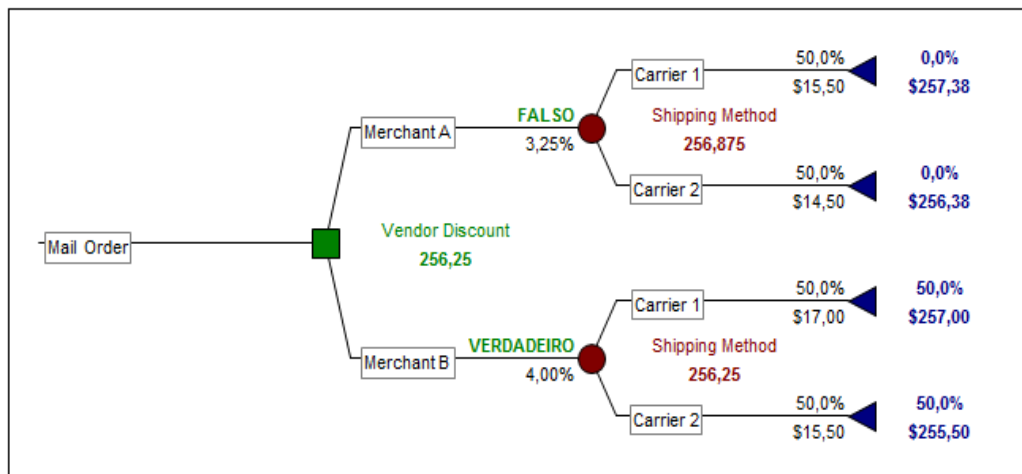 Mail Order
Vendor Discount
256,25
Merchant A
FALSO
3,25%
Shipping Method
256,875
Carrier 1
50,0%
$15,50
0,0%
$257,38
Carrier 2
50,0%
$14,50
0,0%
$256,38
Merchant B
VERDADEIRO
4,00%
Shipping Method
256,25
Carrier 1
50,0%
$17,00
50,0%
$257,00
Carrier 2
50,0%
$15,50
50,0%
$255,50